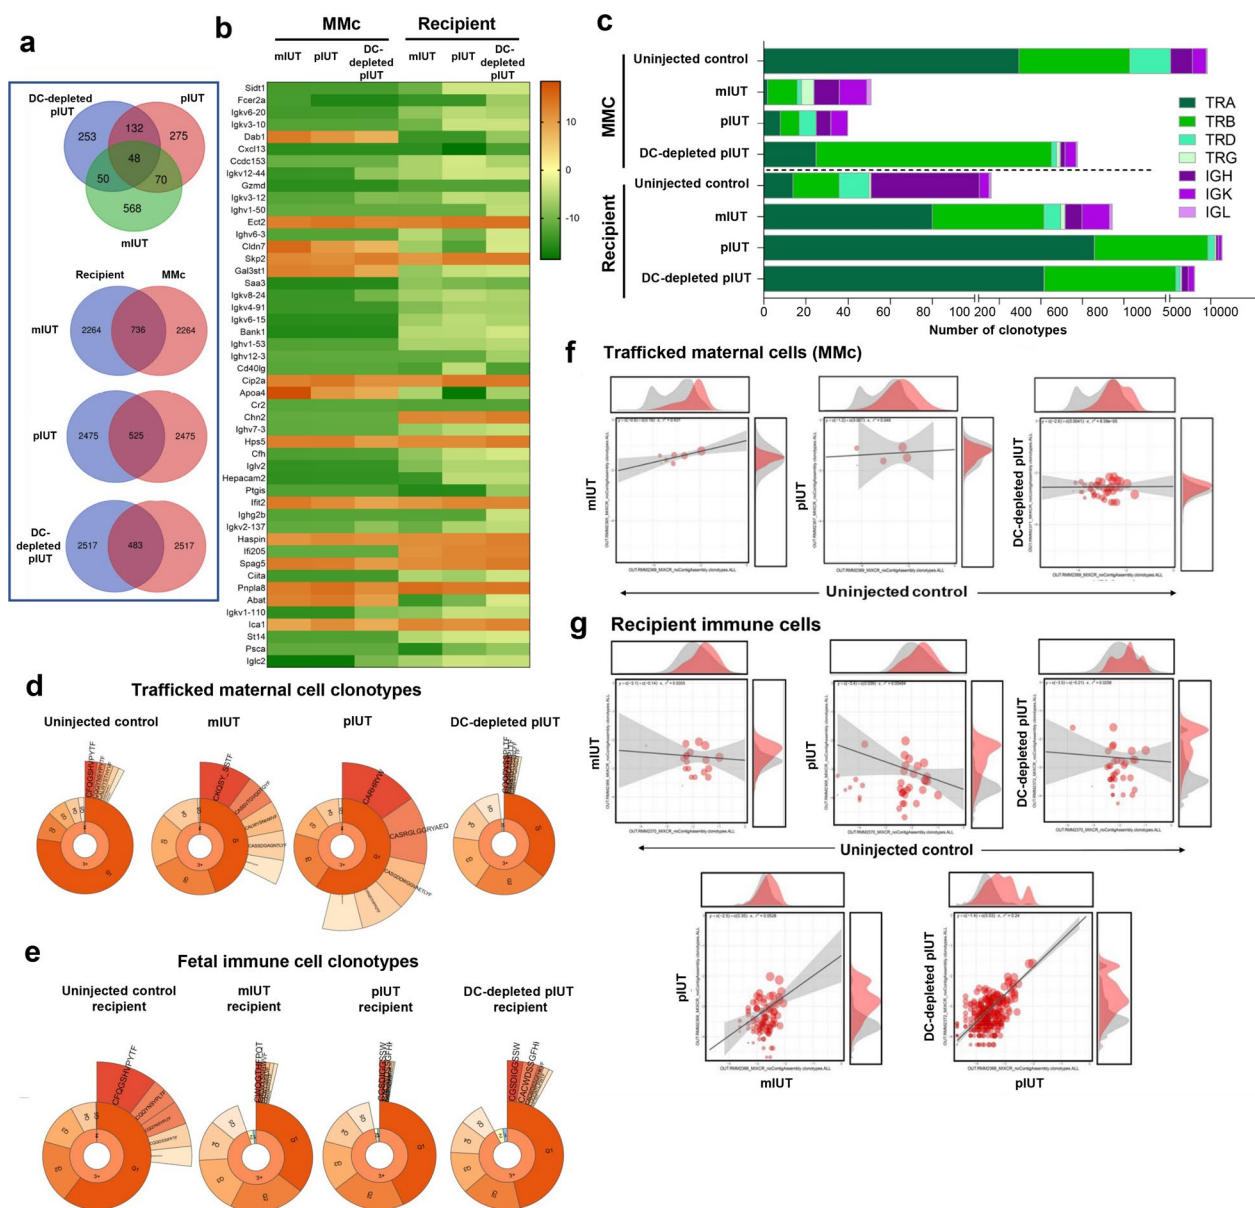 a
DC-depleted
pIUT
pIUT
253
132
275
48
50
70
568
mIUT
Recipient
MMc
mIUT
2264
736
2264
pIUT
2475
525
2475
DC-
depleted
pIUT
2517
483
2517
b
MMc
Recipient
mIUT
pIUT
DC-
depleted
pIUT
mIUT
pIUT
DC-
depleted
pIUT
Sidt1
Fcer2a
Igkv6-20
Igkv3-10
Dab1
Cxcl13
Ccdc153
Igkv12-44
Gzmd
Igkv3-12
Ighv1-50
Ect2
Ighv6-3
Cldn7
Skp2
Gal3st1
Saa3
Igkv8-24
Igkv4-91
Igkv6-15
Bank1
Ighv1-53
Ighv12-3
Cd40lg
Cip2a
Apoa4
Cr2
Chn2
Ighv7-3
Hps5
Cfh
Iglv2
Hepacam2
Ptgis
Ifit2
Ighg2b
Igkv2-137
Haspin
Ifi205
Spag5
Ciita
Pnpla8
Abat
Igkv1-110
Ica1
St14
Psca
Iglc2
10
0
-10
c
MMC
Uninjected control
mIUT
pIUT
DC-depleted pIUT
Recipient
Uninjected control
mIUT
pIUT
DC-depleted pIUT
0 20 40 60 80 100 200 400 600 800 1000 5000 10000
Number of clonotypes
TRA
TRB
TRD
TRG
IGH
IGK
IGL
d
Trafficked maternal cell clonotypes
Uninjected control
mIUT
pIUT
DC-depleted pIUT
CFQGSHVPYTF
CKQSY_SSTF
CASSDGAGNTLYF
CARHRYW
CASRGLGGRYAEQ
e
Fetal immune cell clonotypes
Uninjected control
recipient
mIUT
recipient
pIUT
recipient
DC-depleted pIUT
recipient
CFQGSHVPYTF
CWQGTHFPQT
CGSDIGGSSW
CGSDIGGSSW
CACWDSSGFHI
f
Trafficked maternal cells (MMc)
mIUT
pIUT
DC-depleted pIUT
Uninjected control
g
Recipient immune cells
mIUT
pIUT
DC-depleted pIUT
Uninjected control
pIUT
mIUT
DC-depleted pIUT
pIUT